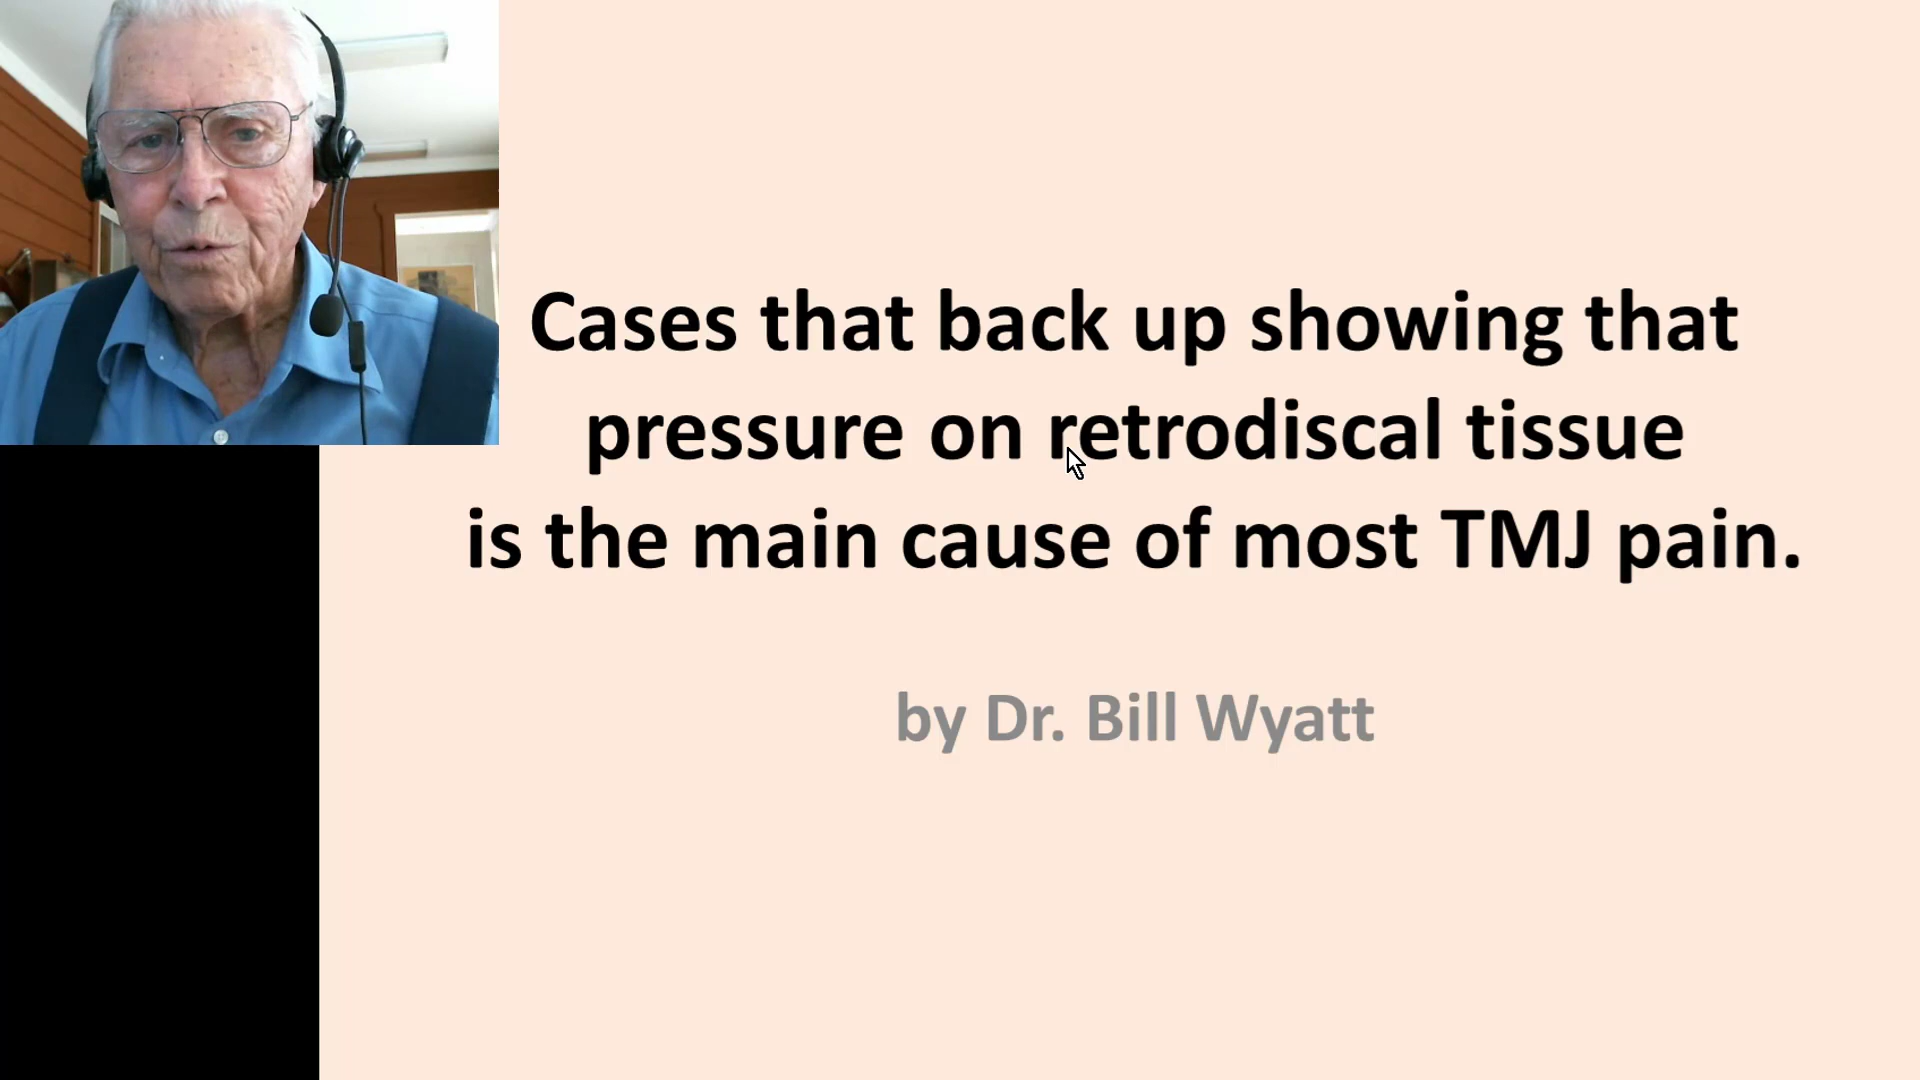 Cases that back up showing that
pressure on retrodiscal tissue
is the main cause of most TMJ pain.
by Dr. Bill Wyatt